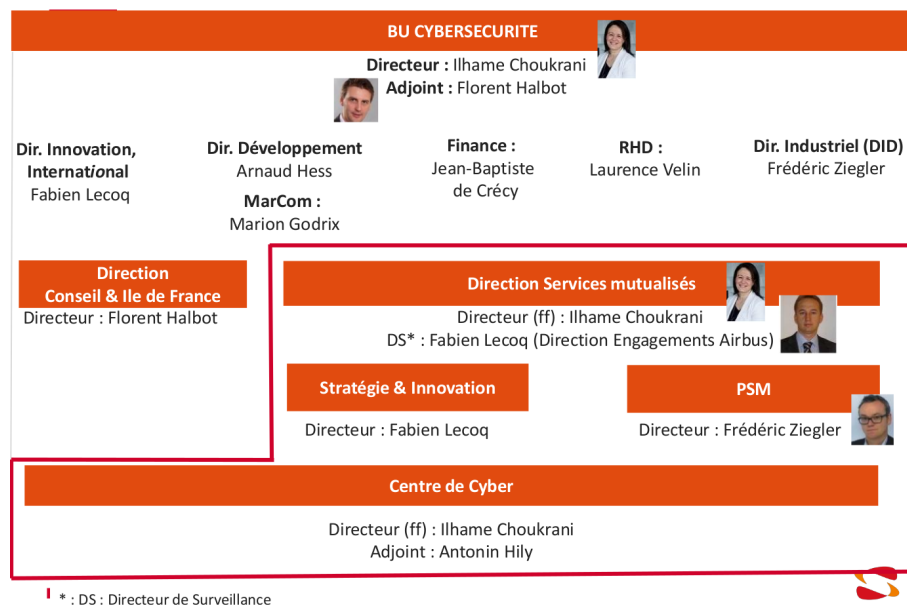 BU CYBERSECURITE
Directeur : Ilhame Choukrani
Adjoint : Florent Halbot
Dir. Innovation,
International
Fabien Lecoq
Dir. Développement
Arnaud Hess
MarCom :
Marion Godrix
Finance :
Jean-Baptiste
de Crécy
RHD :
Laurence Velin
Dir. Industriel (DID)
Frédéric Ziegler
Direction
Conseil & Ile de France
Directeur : Florent Halbot
Direction Services mutualisés
Directeur (ff) : Ilhame Choukrani
DS* : Fabien Lecoq (Direction Engagements Airbus)
Stratégie & Innovation
Directeur : Fabien Lecoq
PSM
Directeur : Frédéric Ziegler
Centre de Cyber
Directeur (ff) : Ilhame Choukrani
Adjoint : Antonin Hily
* : DS : Directeur de Surveillance